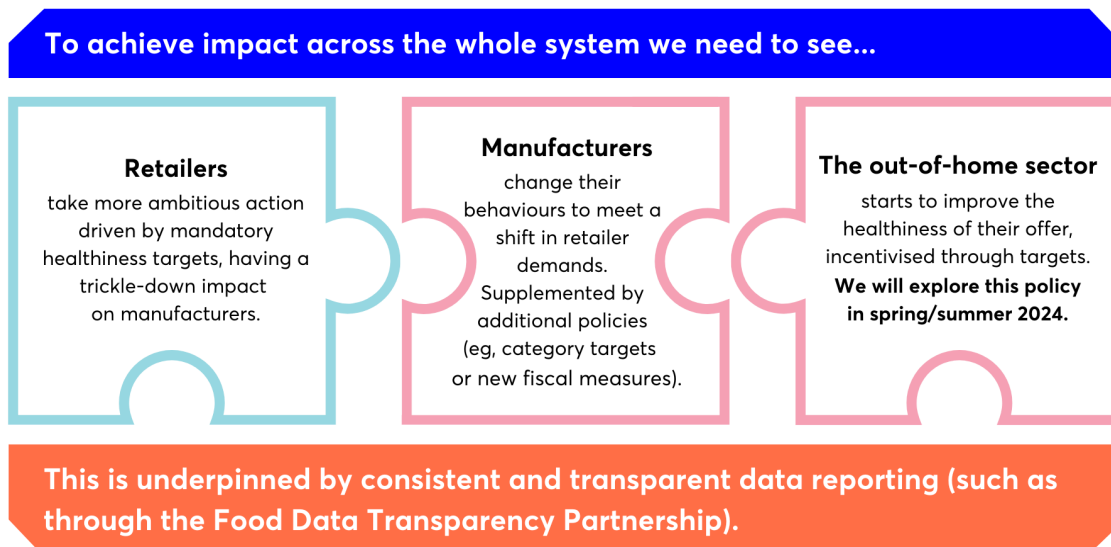 To achieve impact across the whole system we need to see...
Retailers
take more ambitious action
driven by mandatory
healthiness targets, having a
trickle-down impact
on manufacturers.
Manufacturers
change their
behaviours to meet a
shift in retailer
demands.
Supplemented by
additional policies
(eg, category targets
or new fiscal measures).
The out-of-home sector
starts to improve the
healthiness of their offer,
incentivised through targets.
We will explore this policy
in spring/summer 2024.
This is underpinned by consistent and transparent data reporting (such as
through the Food Data Transparency Partnership).